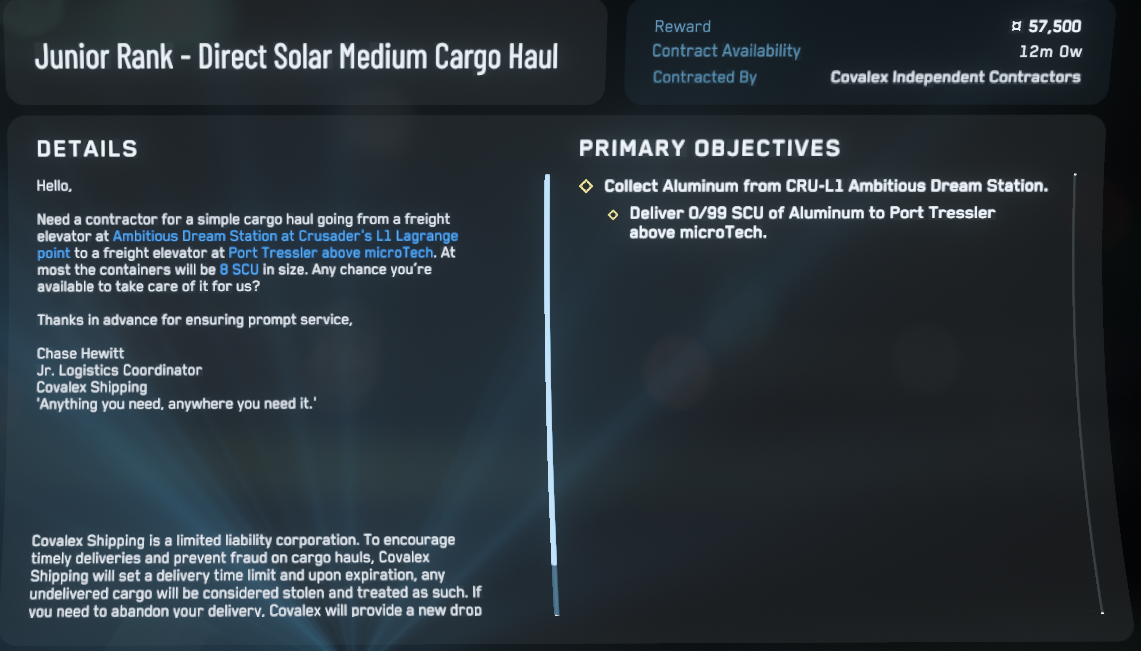 Junior Rank - Direct Solar Medium Cargo Haul
Reward ¤ 57,500
Contract Availability 12m 0w
Contracted By Covalex Independent Contractors
DETAILS
Hello,
Need a contractor for a simple cargo haul going from a freight
elevator at Ambitious Dream Station at Crusader's L1 Lagrange
point to a freight elevator at Port Tressler above microTech. At
most the containers will be 8 SCU in size. Any chance you're
available to take care of it for us?
Thanks in advance for ensuring prompt service,
Chase Hewitt
Jr. Logistics Coordinator
Covalex Shipping
'Anything you need, anywhere you need it.'
Covalex Shipping is a limited liability corporation. To encourage
timely deliveries and prevent fraud on cargo hauls, Covalex
Shipping will set a delivery time limit and upon expiration, any
undelivered cargo will be considered stolen and treated as such. If
you need to abandon your delivery, Covalex will provide a new drop
PRIMARY OBJECTIVES
Collect Aluminum from CRU-L1 Ambitious Dream Station.
Deliver 0/99 SCU of Aluminum to Port Tressler
above microTech.